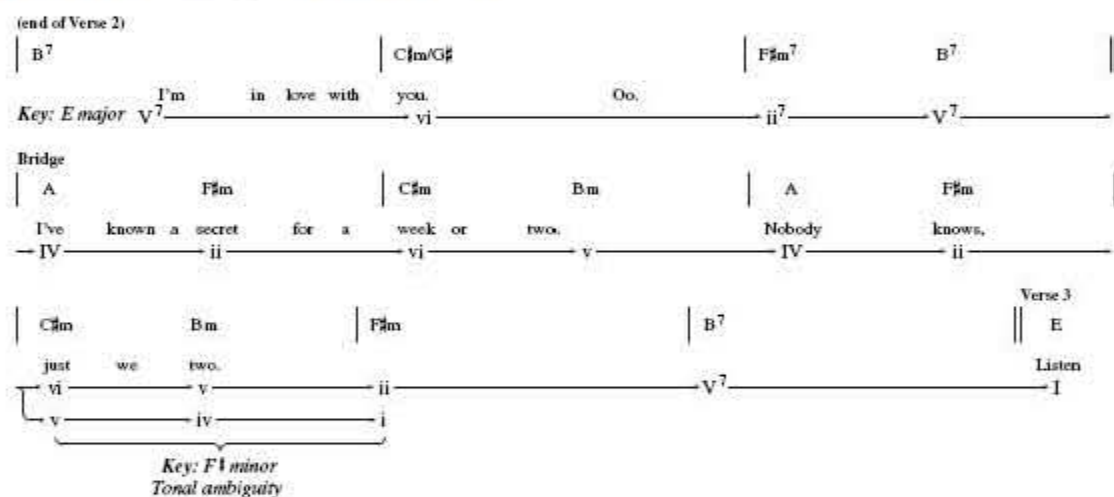 (end of Verse 2)
B7 C♯m/G♯ F♯m7 B7
I'm in love with you. Oo.
Key: E major V7 vi ii7 V7
Bridge
A F♯m C♯m Bm A F♯m
I've known a secret for a week or two. Nobody knows,
IV ii vi v IV ii
Verse 3
C♯m Bm F♯m B7 E
just we two. Listen
vi v ii V7 I
v iv i
Key: F♯ minor
Tonal ambiguity